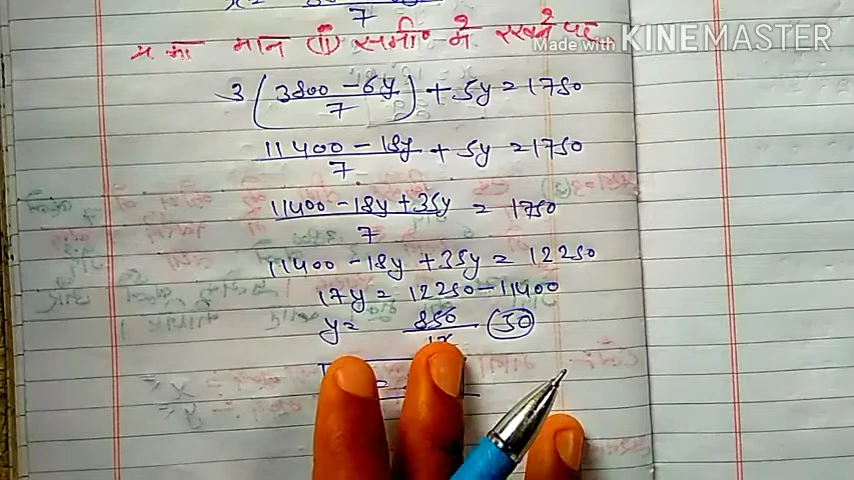 7
x का मान (ii) समी० में रखने पर
Made with KINEMASTER
3 (3800 - 6y / 7) + 5y = 1750
11400 - 18y / 7 + 5y = 1750
11400 - 18y + 35y / 7 = 1750
11400 - 18y + 35y = 12250
17y = 12250 - 11400
y = 850 / 17 (50)